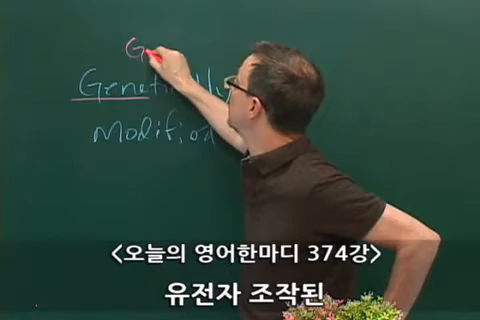 G
Genetically
Modified
<오늘의 영어한마디 374강>
유전자 조작된